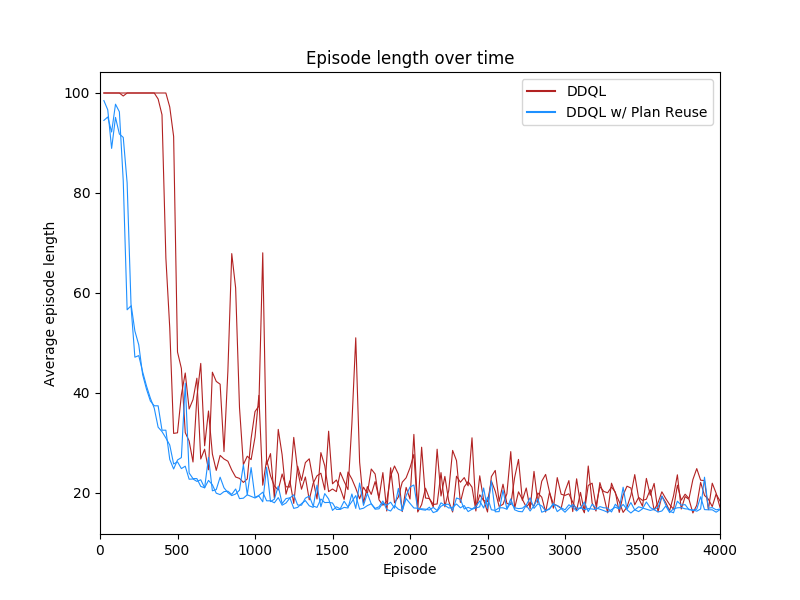 Episode length over time
DDQL
DDQL w/ Plan Reuse
Average episode length
100
80
60
40
20
0
500
1000
1500
2000
2500
3000
3500
4000
Episode